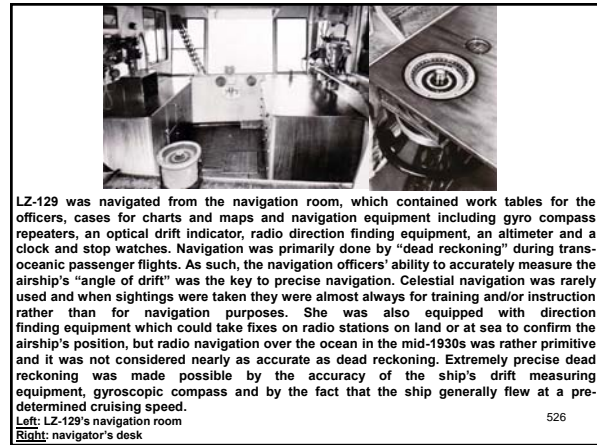 LZ-129 was navigated from the navigation room, which contained work tables for the
officers, cases for charts and maps and navigation equipment including gyro compass
repeaters, an optical drift indicator, radio direction finding equipment, an altimeter and a
clock and stop watches. Navigation was primarily done by “dead reckoning” during trans-
oceanic passenger flights. As such, the navigation officers’ ability to accurately measure the
airship’s “angle of drift” was the key to precise navigation. Celestial navigation was rarely
used and when sightings were taken they were almost always for training and/or instruction
rather than for navigation purposes. She was also equipped with direction
finding equipment which could take fixes on radio stations on land or at sea to confirm the
airship’s position, but radio navigation over the ocean in the mid-1930s was rather primitive
and it was not considered nearly as accurate as dead reckoning. Extremely precise dead
reckoning was made possible by the accuracy of the ship’s drift measuring
equipment, gyroscopic compass and by the fact that the ship generally flew at a pre-
determined cruising speed.
Left: LZ-129’s navigation room
Right: navigator’s desk
526